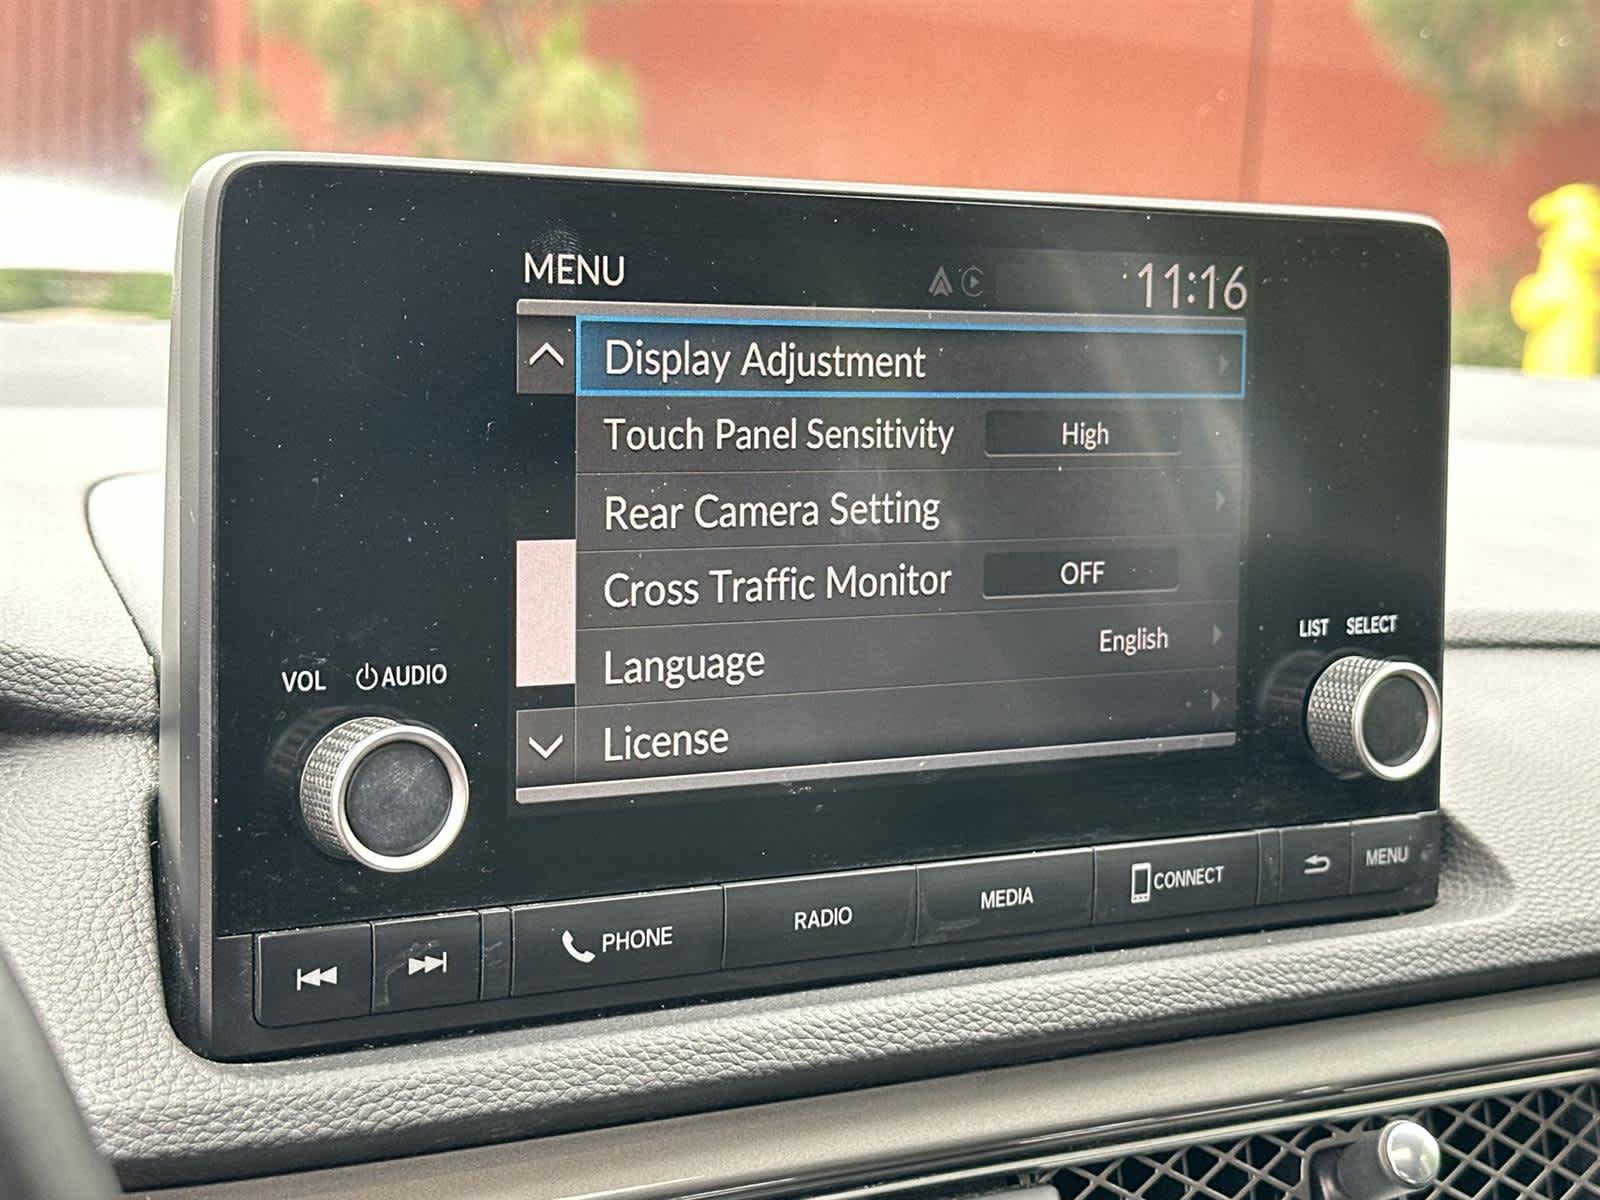 MENU
11:16
Display Adjustment
Touch Panel Sensitivity High
Rear Camera Setting
Cross Traffic Monitor OFF
Language English
License
VOL AUDIO
LIST SELECT
PHONE
RADIO
MEDIA
CONNECT
MENU